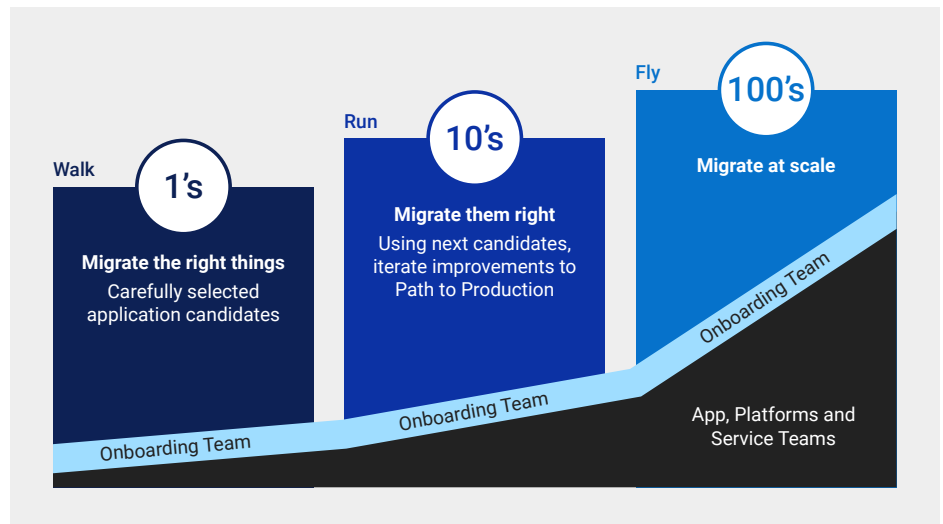 Walk
1’s
Migrate the right things
Carefully selected
application candidates
Onboarding Team
Run
10’s
Migrate them right
Using next candidates,
iterate improvements to
Path to Production
Onboarding Team
Fly
100’s
Migrate at scale
Onboarding Team
App, Platforms and
Service Teams